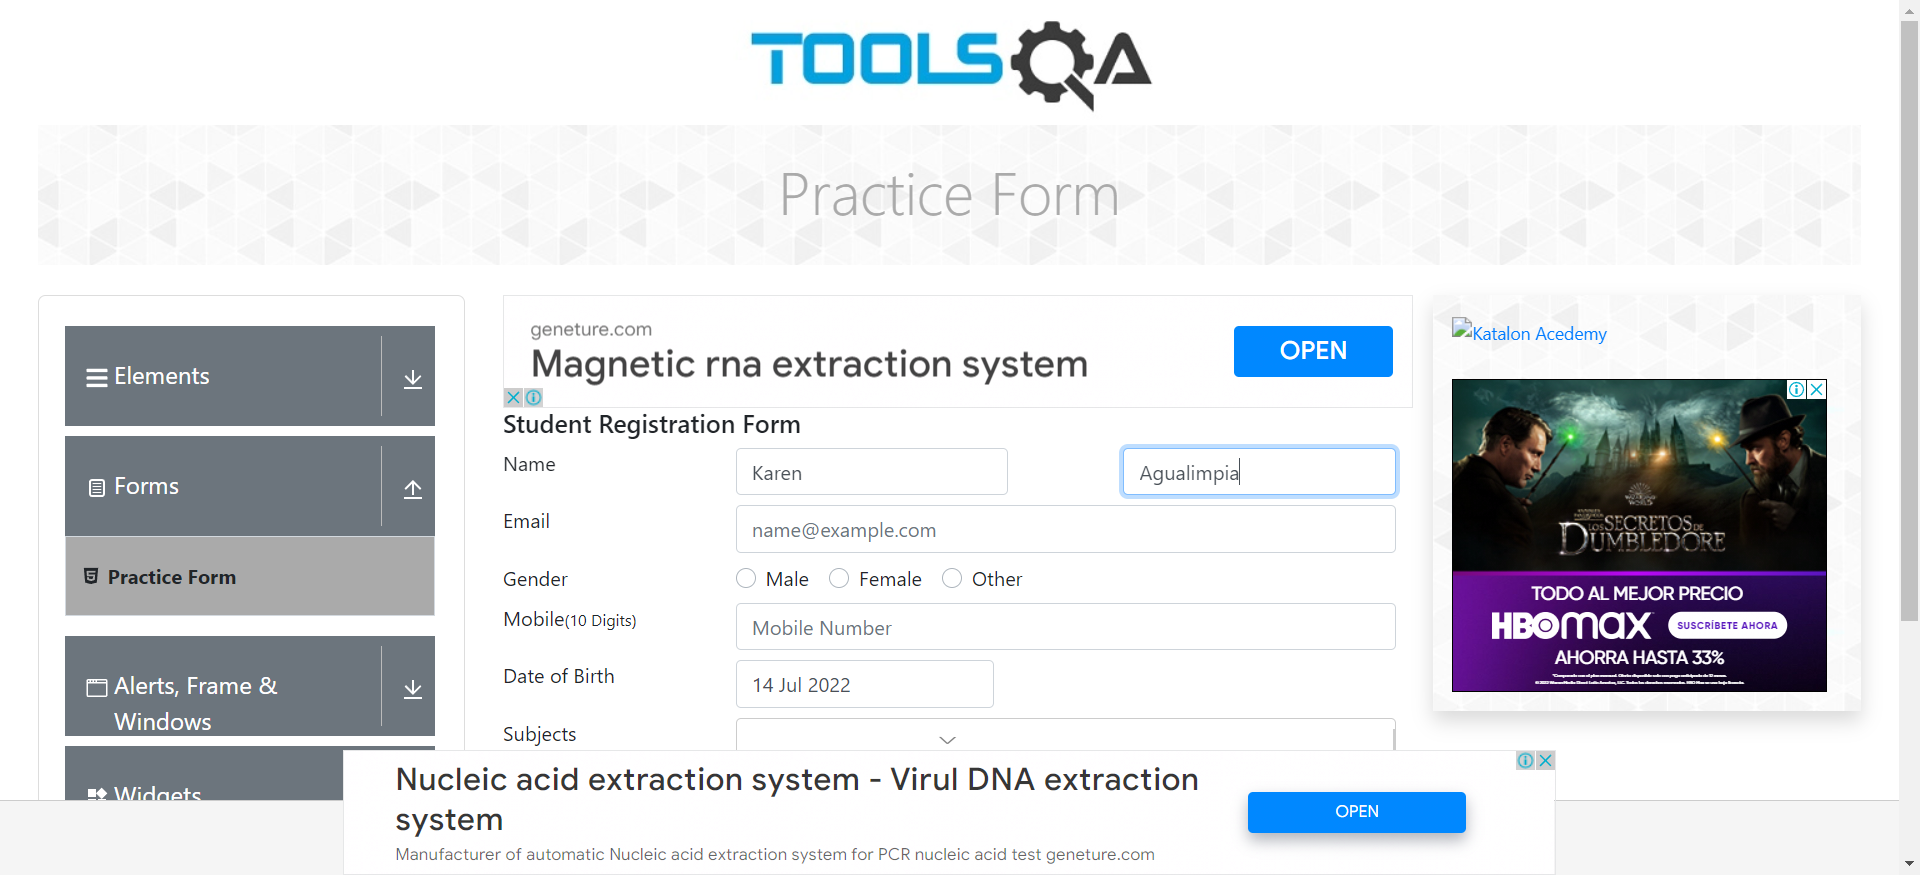 TOOLSQA
Practice Form
Elements
Forms
Practice Form
Alerts, Frame &
Windows
Widgets
geneture.com
Magnetic rna extraction system
OPEN
Student Registration Form
Name
Karen
Agualimpia
Email
name@example.com
Gender
Male
Female
Other
Mobile(10 Digits)
Mobile Number
Date of Birth
14 Jul 2022
Subjects
Katalon Acedemy
LOS SECRETOS DE
DUMBLEDORE
TODO AL MEJOR PRECIO
HBOMAX
SUSCRÍBETE AHORA
AHORRA HASTA 33%
Nucleic acid extraction system - Virul DNA extraction
system
Manufacturer of automatic Nucleic acid extraction system for PCR nucleic acid test geneture.com
OPEN